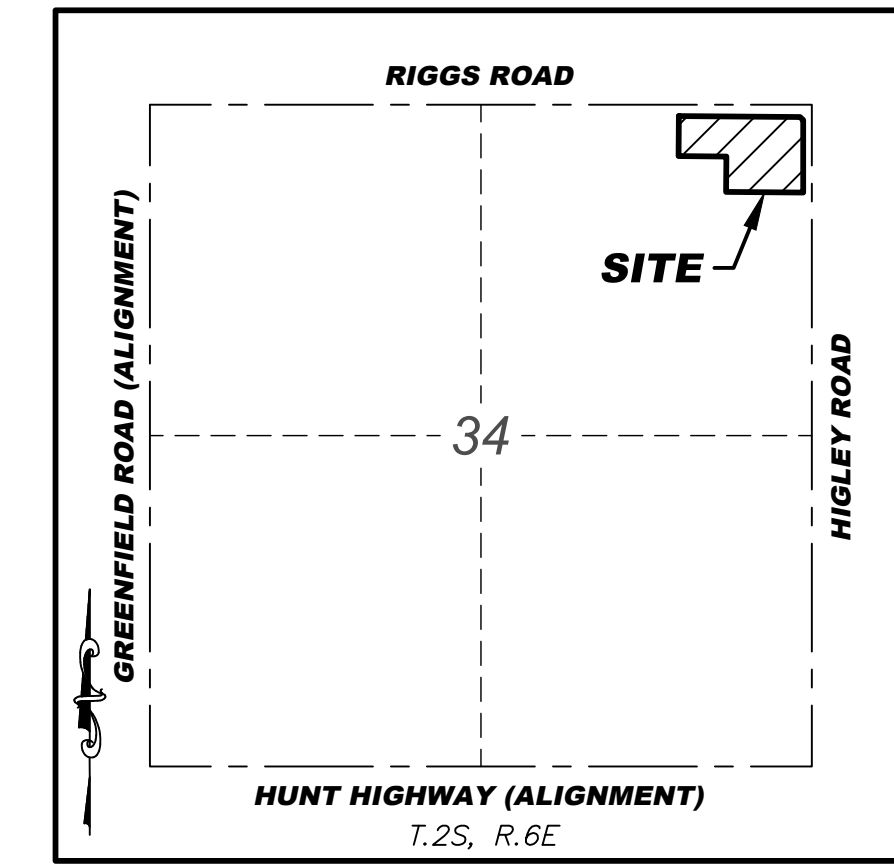 RIGGS ROAD
SITE
GREENFIELD ROAD (ALIGNMENT)
HIGLEY ROAD
34
HUNT HIGHWAY (ALIGNMENT)
T.2S, R.6E